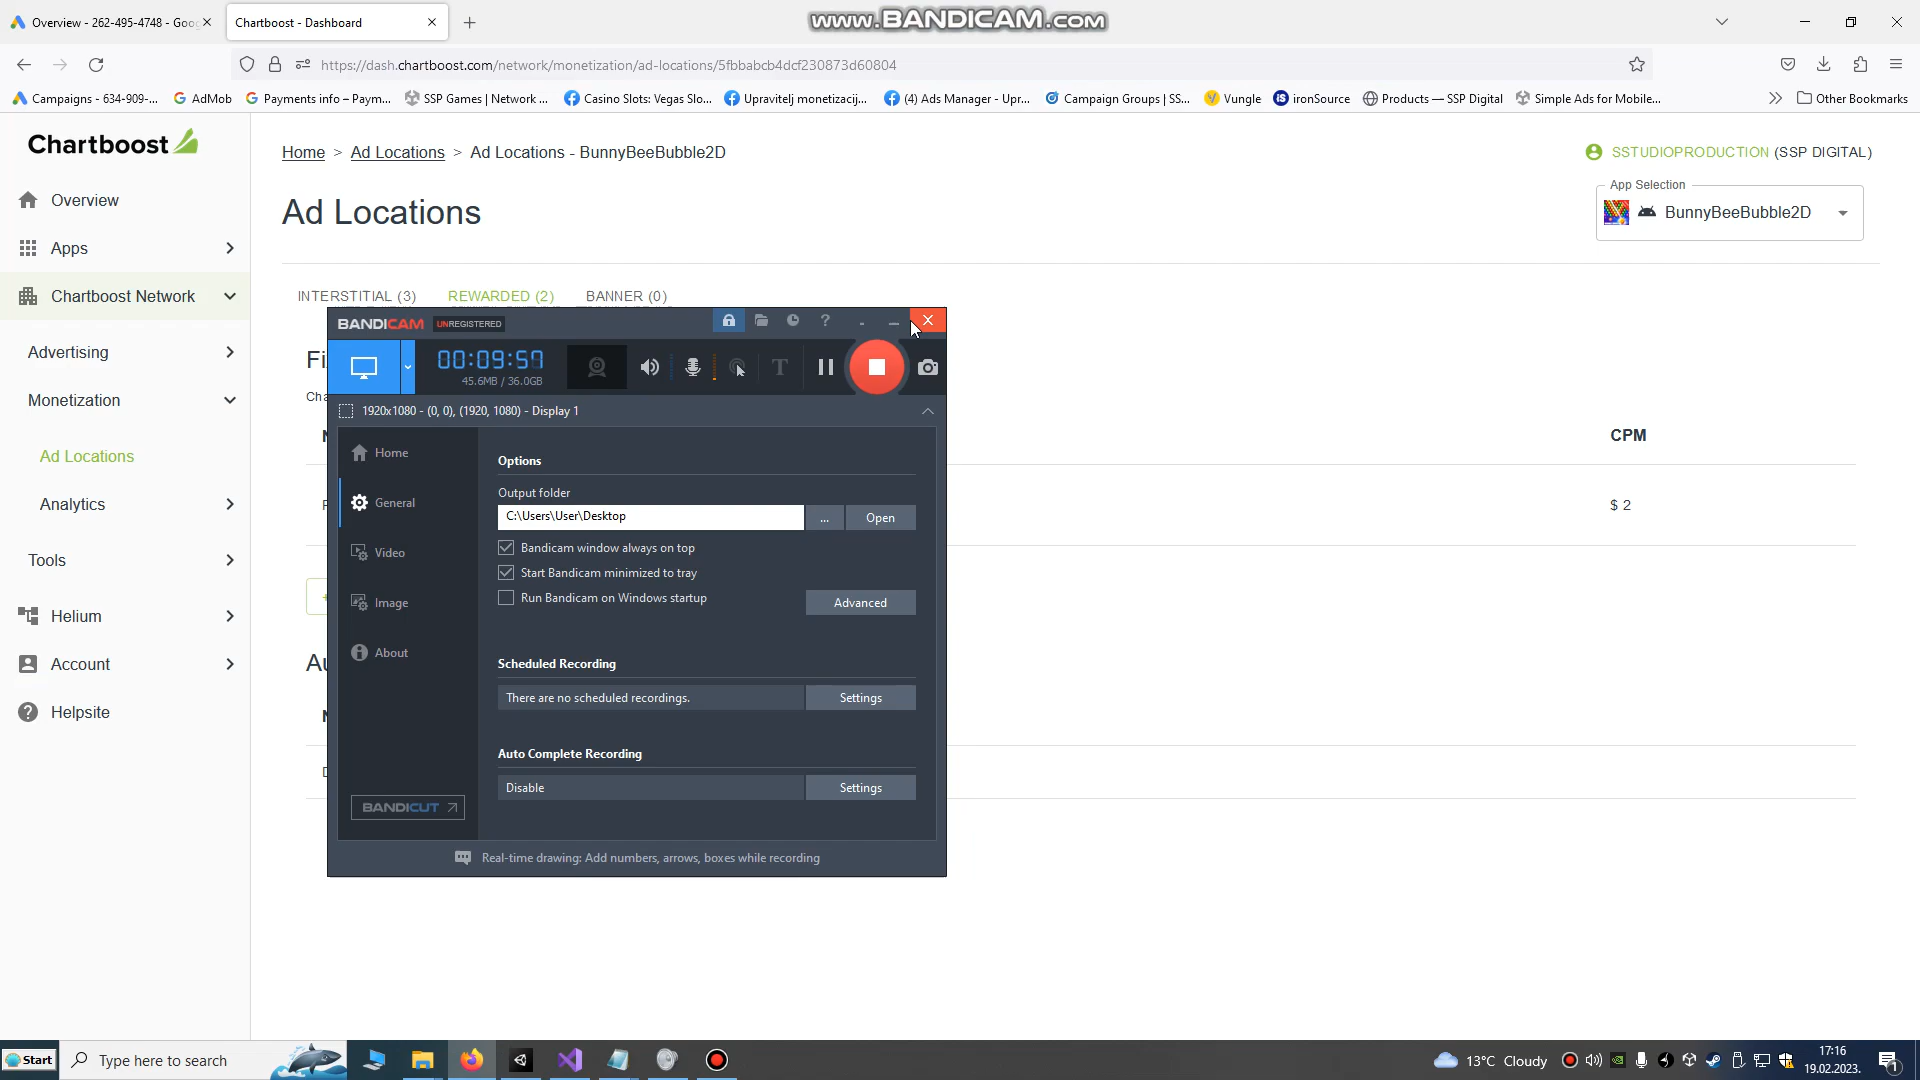 Overview - 262-495-4748 - Goo
Chartboost - Dashboard
www.BANDICAM.com
https://dash.chartboost.com/network/monetization/ad-locations/5fbbabcb4dcf230873d60804
Campaigns - 634-909-...
AdMob
Payments info – Paym...
SSP Games | Network ...
Casino Slots: Vegas Slo...
Upravitelj monetizacij...
(4) Ads Manager - Upr...
Campaign Groups | SS...
Vungle
ironSource
Products — SSP Digital
Simple Ads for Mobile...
Other Bookmarks
Chartboost
Overview
Apps
Chartboost Network
Advertising
Monetization
Ad Locations
Analytics
Tools
Helium
Account
Helpsite
Home > Ad Locations > Ad Locations - BunnyBeeBubble2D
SSTUDIOPRODUCTION (SSP DIGITAL)
Ad Locations
App Selection
BunnyBeeBubble2D
INTERSTITIAL (3)
REWARDED (2)
BANNER (0)
Fi
Cha
CPM
$ 2
Au
BANDICAM UNREGISTERED
00:09:57
45.6MB / 36.0GB
1920x1080 - (0, 0), (1920, 1080) - Display 1
Home
General
Video
Image
About
BANDICUT
Options
Output folder
C:\Users\User\Desktop
...
Open
Bandicam window always on top
Start Bandicam minimized to tray
Run Bandicam on Windows startup
Advanced
Scheduled Recording
There are no scheduled recordings.
Settings
Auto Complete Recording
Disable
Settings
Real-time drawing: Add numbers, arrows, boxes while recording
Start
Type here to search
13°C Cloudy
17:16
19.02.2023.
1